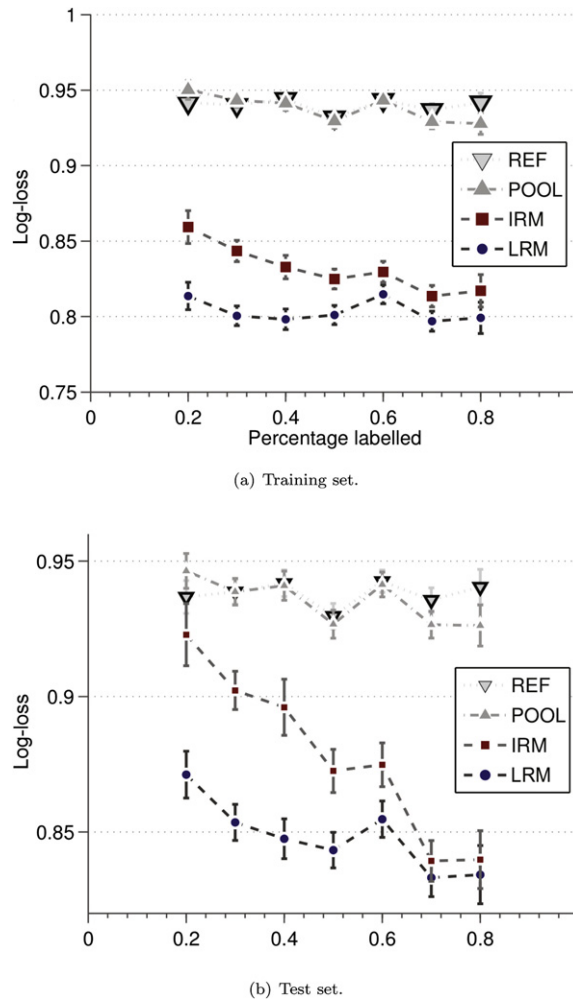 1
0.95
0.9
0.85
0.8
0.75
Log-loss
REF
POOL
IRM
LRM
0 0.2 0.4 0.6 0.8
Percentage labelled
(a) Training set.
0.95
0.9
0.85
Log-loss
REF
POOL
IRM
LRM
0 0.2 0.4 0.6 0.8
(b) Test set.